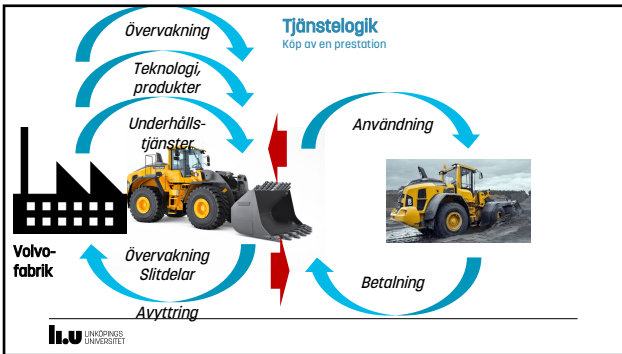 Tjänstelogik
Köp av en prestation
Övervakning
Teknologi,
produkter
Underhålls-
tjänster
Användning
Volvo-
fabrik
Övervakning
Slitdelar
Avyttring
Betalning
li.u LINKÖPINGS
UNIVERSITET